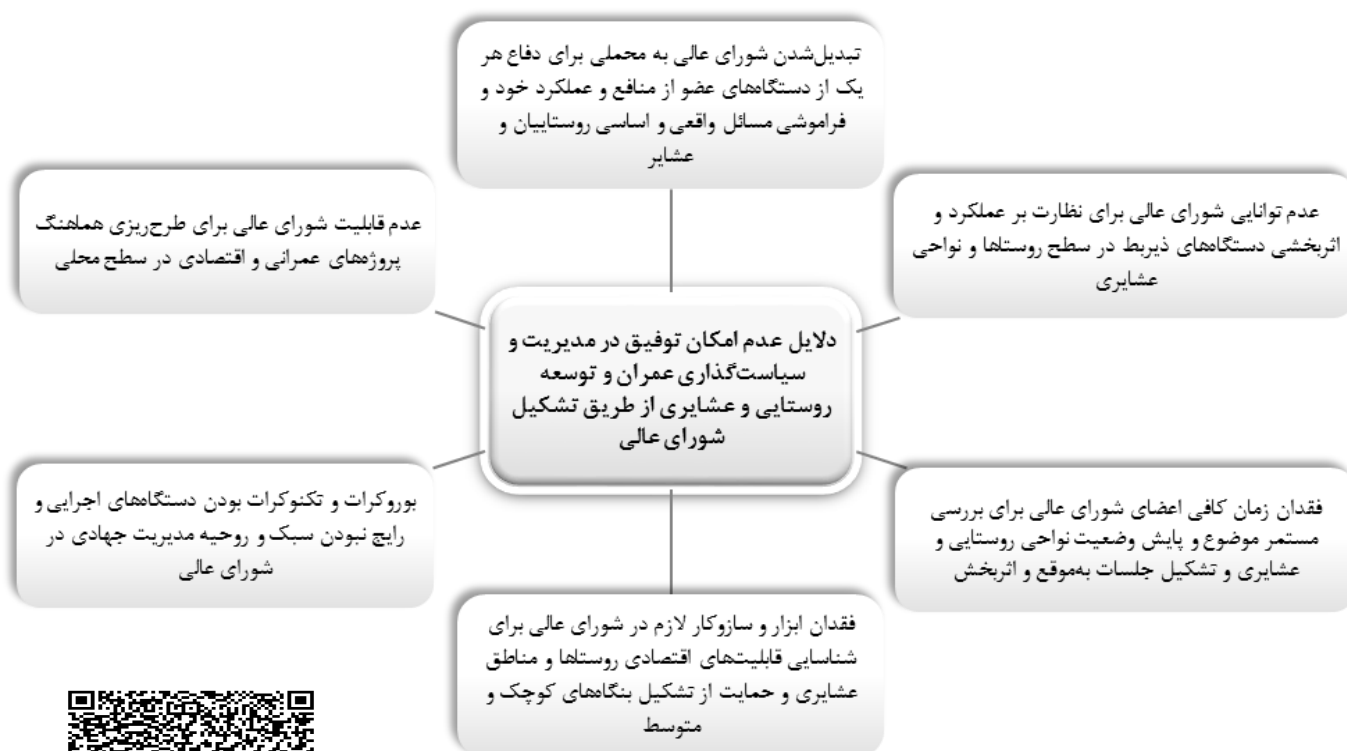 تبدیل‌شدن شورای عالی به محملی برای دفاع هر
یک از دستگاه‌های عضو از منافع و عملکرد خود و
فراموشی مسائل واقعی و اساسی روستاییان و
عشایر
عدم توانایی شورای عالی برای نظارت بر عملکرد و
اثربخشی دستگاه‌های ذیربط در سطح روستاها و نواحی
عشایری
عدم قابلیت شورای عالی برای طرح‌ریزی هماهنگ
پروژه‌های عمرانی و اقتصادی در سطح محلی
دلایل عدم امکان توفیق در مدیریت و
سیاست‌گذاری عمران و توسعه
روستایی و عشایری از طریق تشکیل
شورای عالی
فقدان زمان کافی اعضای شورای عالی برای بررسی
مستمر موضوع و پایش وضعیت نواحی روستایی و
عشایری و تشکیل جلسات به‌موقع و اثربخش
بوروکرات و تکنوکرات بودن دستگاه‌های اجرایی و
رایج نبودن سبک و روحیه مدیریت جهادی در
شورای عالی
فقدان ابزار و سازوکار لازم در شورای عالی برای
شناسایی قابلیت‌های اقتصادی روستاها و مناطق
عشایری و حمایت از تشکیل بنگاه‌های کوچک و
متوسط